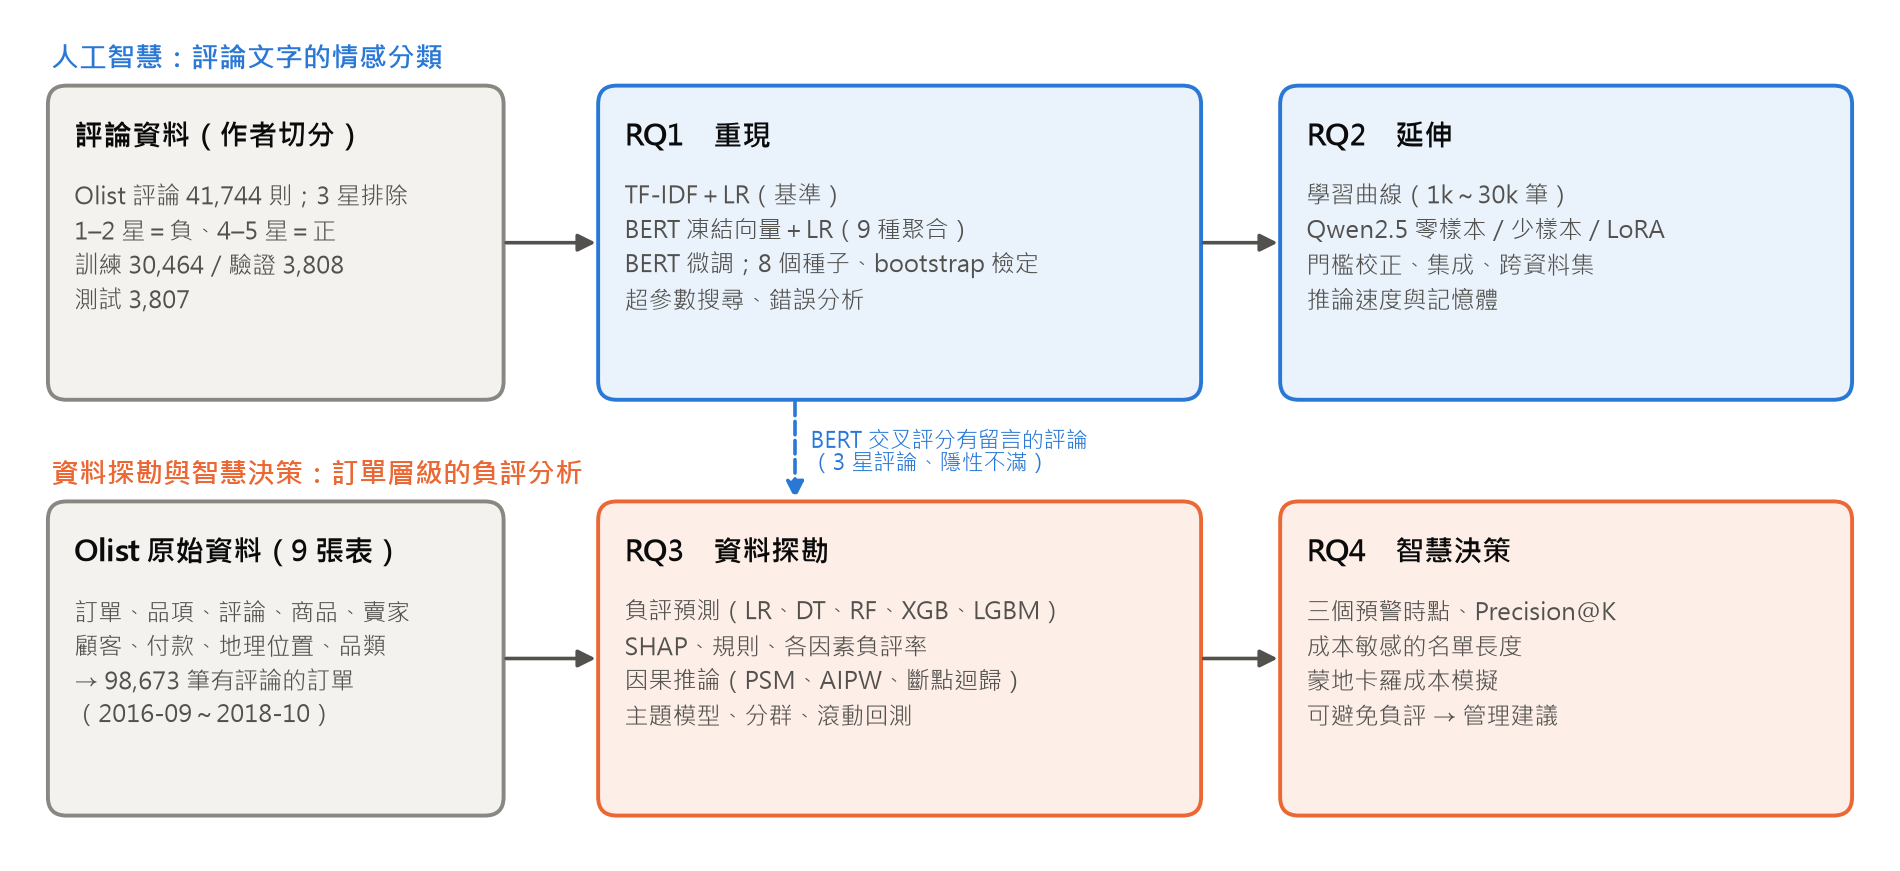 人工智慧：評論文字的情感分類
評論資料（作者切分）
Olist 評論 41,744 則；3 星排除
1–2 星＝負、4–5 星＝正
訓練 30,464 / 驗證 3,808
測試 3,807
RQ1　重現
TF-IDF＋LR（基準）
BERT 凍結向量＋LR（9 種聚合）
BERT 微調；8 個種子、bootstrap 檢定
超參數搜尋、錯誤分析
RQ2　延伸
學習曲線（1k～30k 筆）
Qwen2.5 零樣本 / 少樣本 / LoRA
門檻校正、集成、跨資料集
推論速度與記憶體
BERT 交叉評分有留言的評論
（3 星評論、隱性不滿）
資料探勘與智慧決策：訂單層級的負評分析
Olist 原始資料（9 張表）
訂單、品項、評論、商品、賣家
顧客、付款、地理位置、品類
→ 98,673 筆有評論的訂單
（2016-09～2018-10）
RQ3　資料探勘
負評預測（LR、DT、RF、XGB、LGBM）
SHAP、規則、各因素負評率
因果推論（PSM、AIPW、斷點迴歸）
主題模型、分群、滾動回測
RQ4　智慧決策
三個預警時點、Precision@K
成本敏感的名單長度
蒙地卡羅成本模擬
可避免負評 → 管理建議